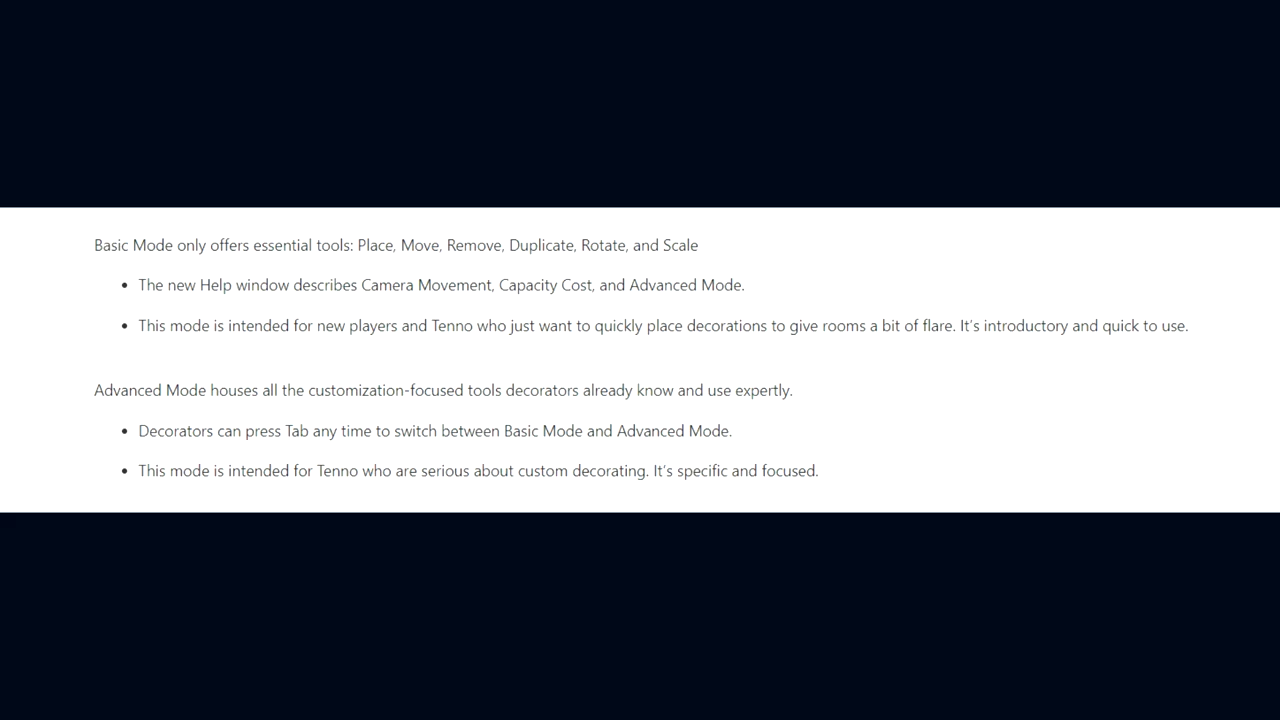 Basic Mode only offers essential tools: Place, Move, Remove, Duplicate, Rotate, and Scale
• The new Help window describes Camera Movement, Capacity Cost, and Advanced Mode.
• This mode is intended for new players and Tenno who just want to quickly place decorations to give rooms a bit of flare. It's introductory and quick to use.
Advanced Mode houses all the customization-focused tools decorators already know and use expertly.
• Decorators can press Tab any time to switch between Basic Mode and Advanced Mode.
• This mode is intended for Tenno who are serious about custom decorating. It's specific and focused.